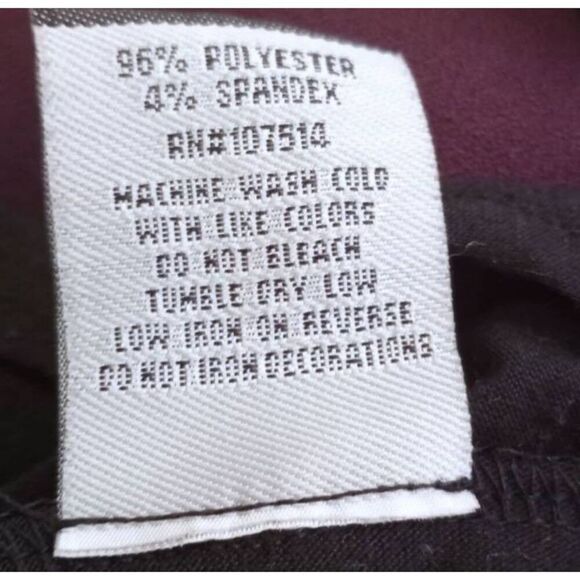 96% POLYESTER
4% SPANDEX
RN#107514
MACHINE WASH COLD
WITH LIKE COLORS
DO NOT BLEACH
TUMBLE DRY LOW
LOW IRON ON REVERSE
DO NOT IRON DECORATIONS